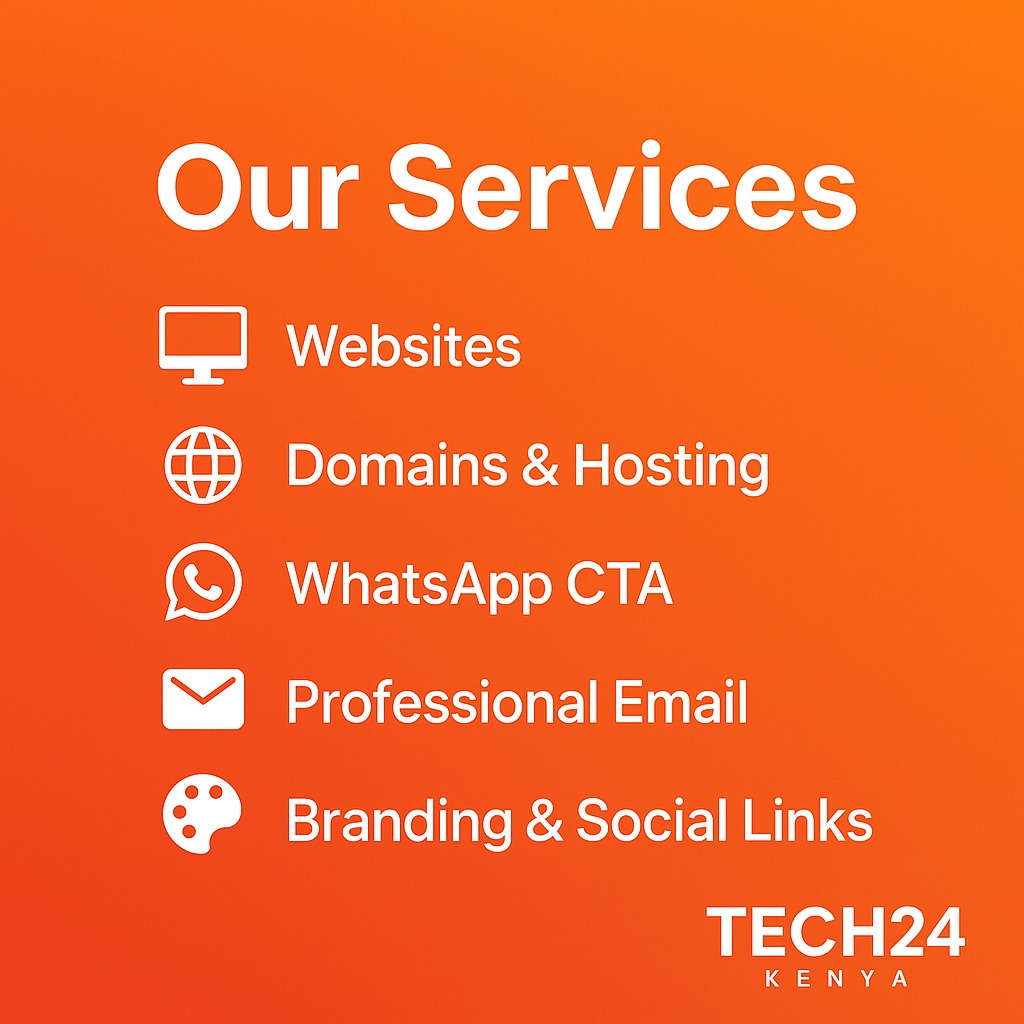 Our Services
Websites
Domains & Hosting
WhatsApp CTA
Professional Email
Branding & Social Links
TECH24
KENYA